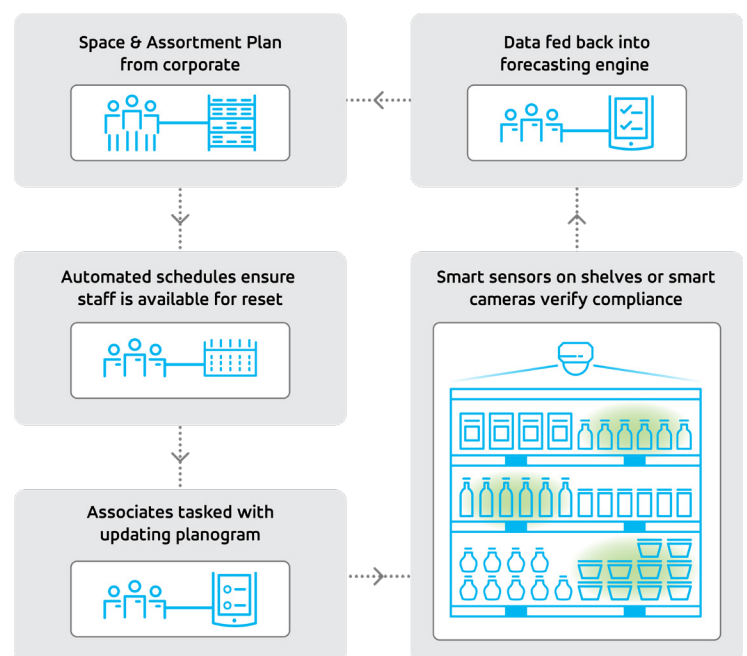 Space & Assortment Plan
from corporate
Automated schedules ensure
staff is available for reset
Associates tasked with
updating planogram
Smart sensors on shelves or smart
cameras verify compliance
Data fed back into
forecasting engine